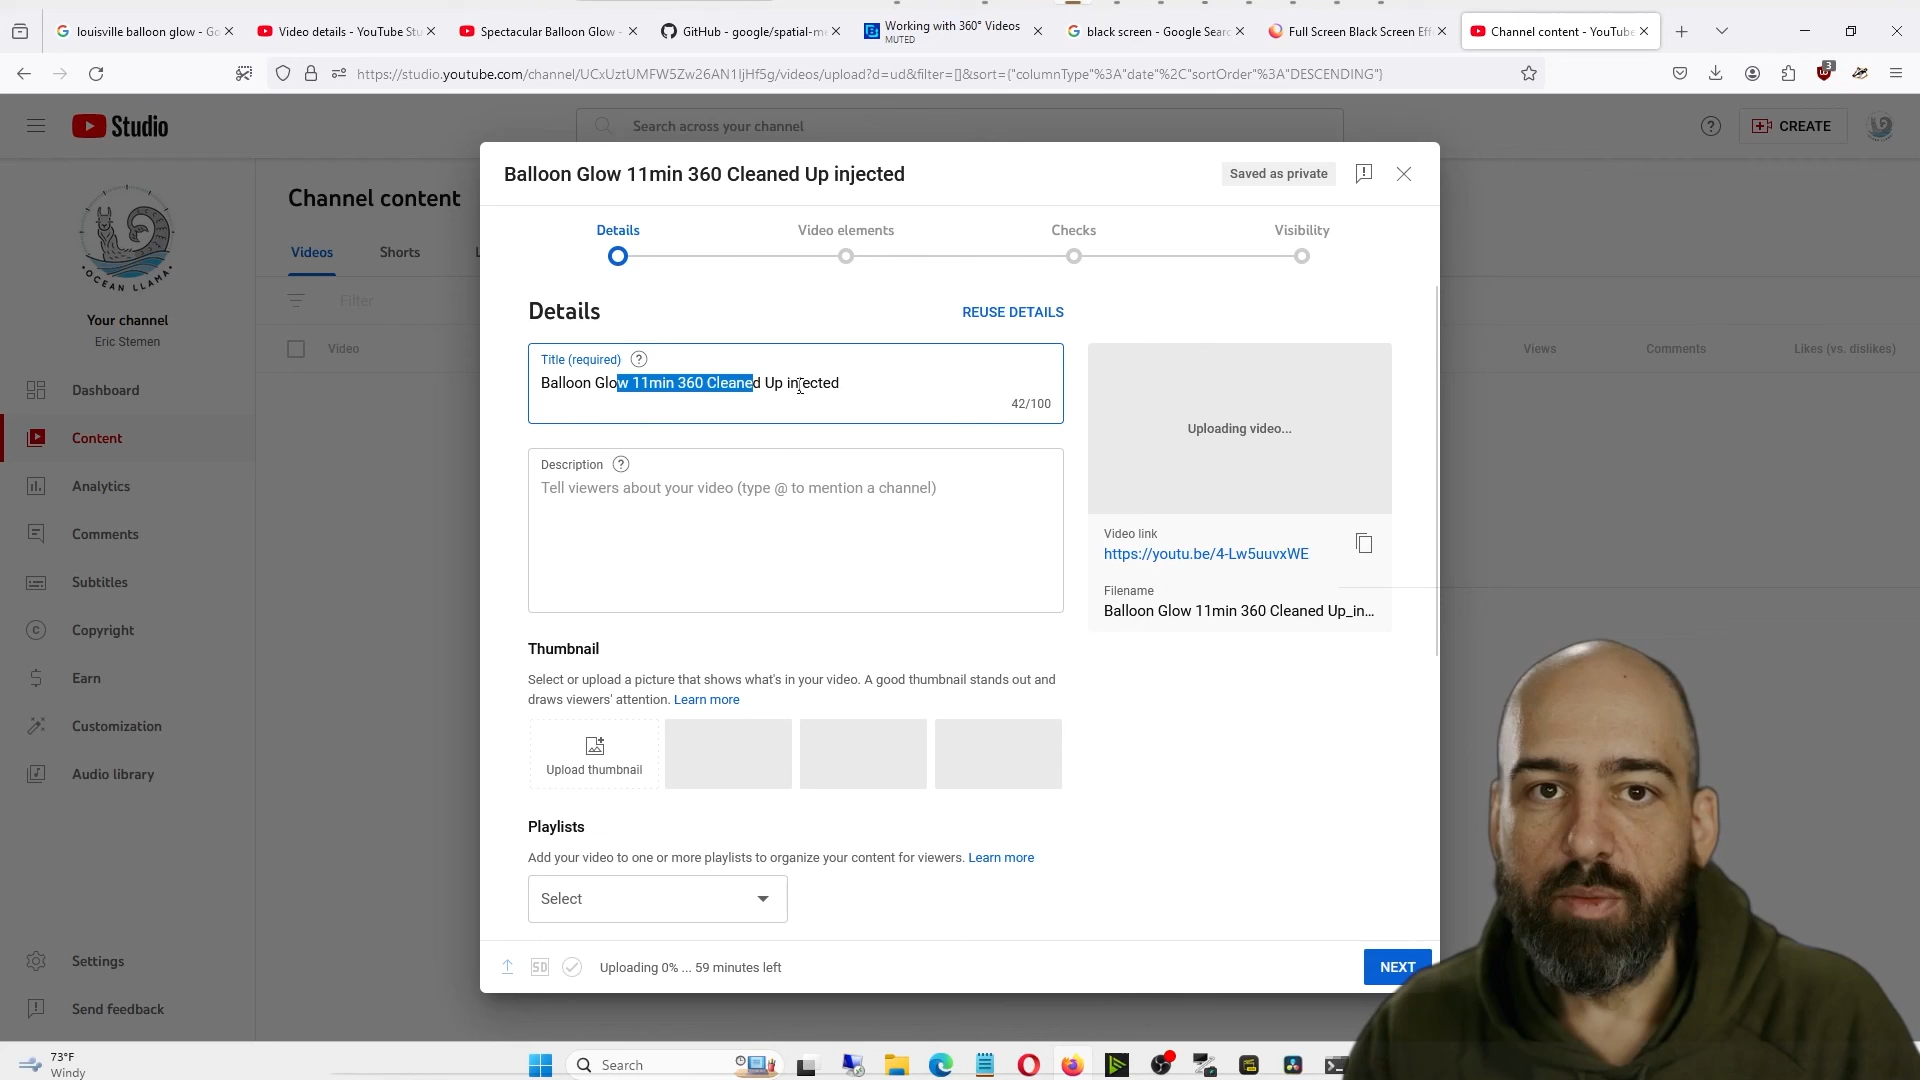 louisville balloon glow - Go
Video details - YouTube Stu
Spectacular Balloon Glow -
GitHub - google/spatial-me
Working with 360° Videos
MUTED
black screen - Google Searc
Full Screen Black Screen Eff
Channel content - YouTube
https://studio.youtube.com/channel/UCxUztUMFW5Zw26AN1IjHf5g/videos/upload?d=ud&filter=[]&sort={"columnType"%3A"date"%2C"sortOrder"%3A"DESCENDING"}
3
Studio
Search across your channel
CREATE
OCEAN LLAMA
Your channel
Eric Stemen
Dashboard
Content
Analytics
Comments
Subtitles
Copyright
Earn
Customization
Audio library
Settings
Send feedback
Channel content
Videos
Shorts
L
Filter
Video
Views
Comments
Likes (vs. dislikes)
Balloon Glow 11min 360 Cleaned Up injected
Saved as private
Details
Video elements
Checks
Visibility
Details
REUSE DETAILS
Title (required)
Balloon Glow 11min 360 Cleaned Up injected
42/100
Description
Tell viewers about your video (type @ to mention a channel)
Uploading video...
Video link
https://youtu.be/4-Lw5uuvxWE
Filename
Balloon Glow 11min 360 Cleaned Up_in...
Thumbnail
Select or upload a picture that shows what's in your video. A good thumbnail stands out and
draws viewers' attention. Learn more
Upload thumbnail
Playlists
Add your video to one or more playlists to organize your content for viewers. Learn more
Select
SD
Uploading 0% ... 59 minutes left
NEXT
73°F
Windy
Search